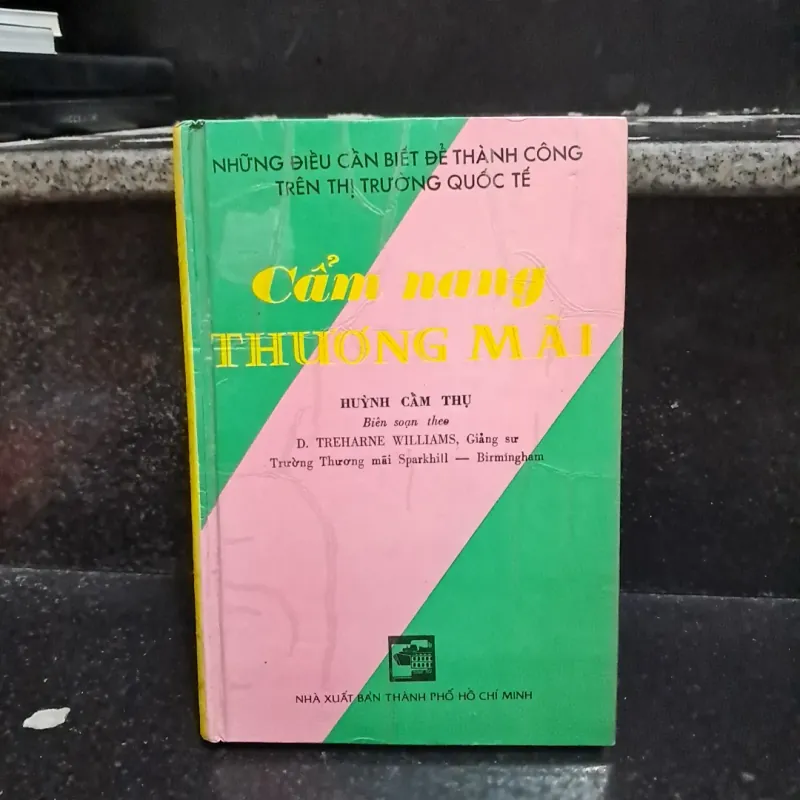 NHỮNG ĐIỀU CẦN BIẾT ĐỂ THÀNH CÔNG
TRÊN THỊ TRƯỜNG QUỐC TẾ
Cẩm nang
THƯƠNG MÃI
HUỲNH CẦM THỤ
Biên soạn theo
D. TREHARNE WILLIAMS, Giảng sư
Trường Thương mãi Sparkhill — Birmingham
NHÀ XUẤT BẢN THÀNH PHỐ HỒ CHÍ MINH